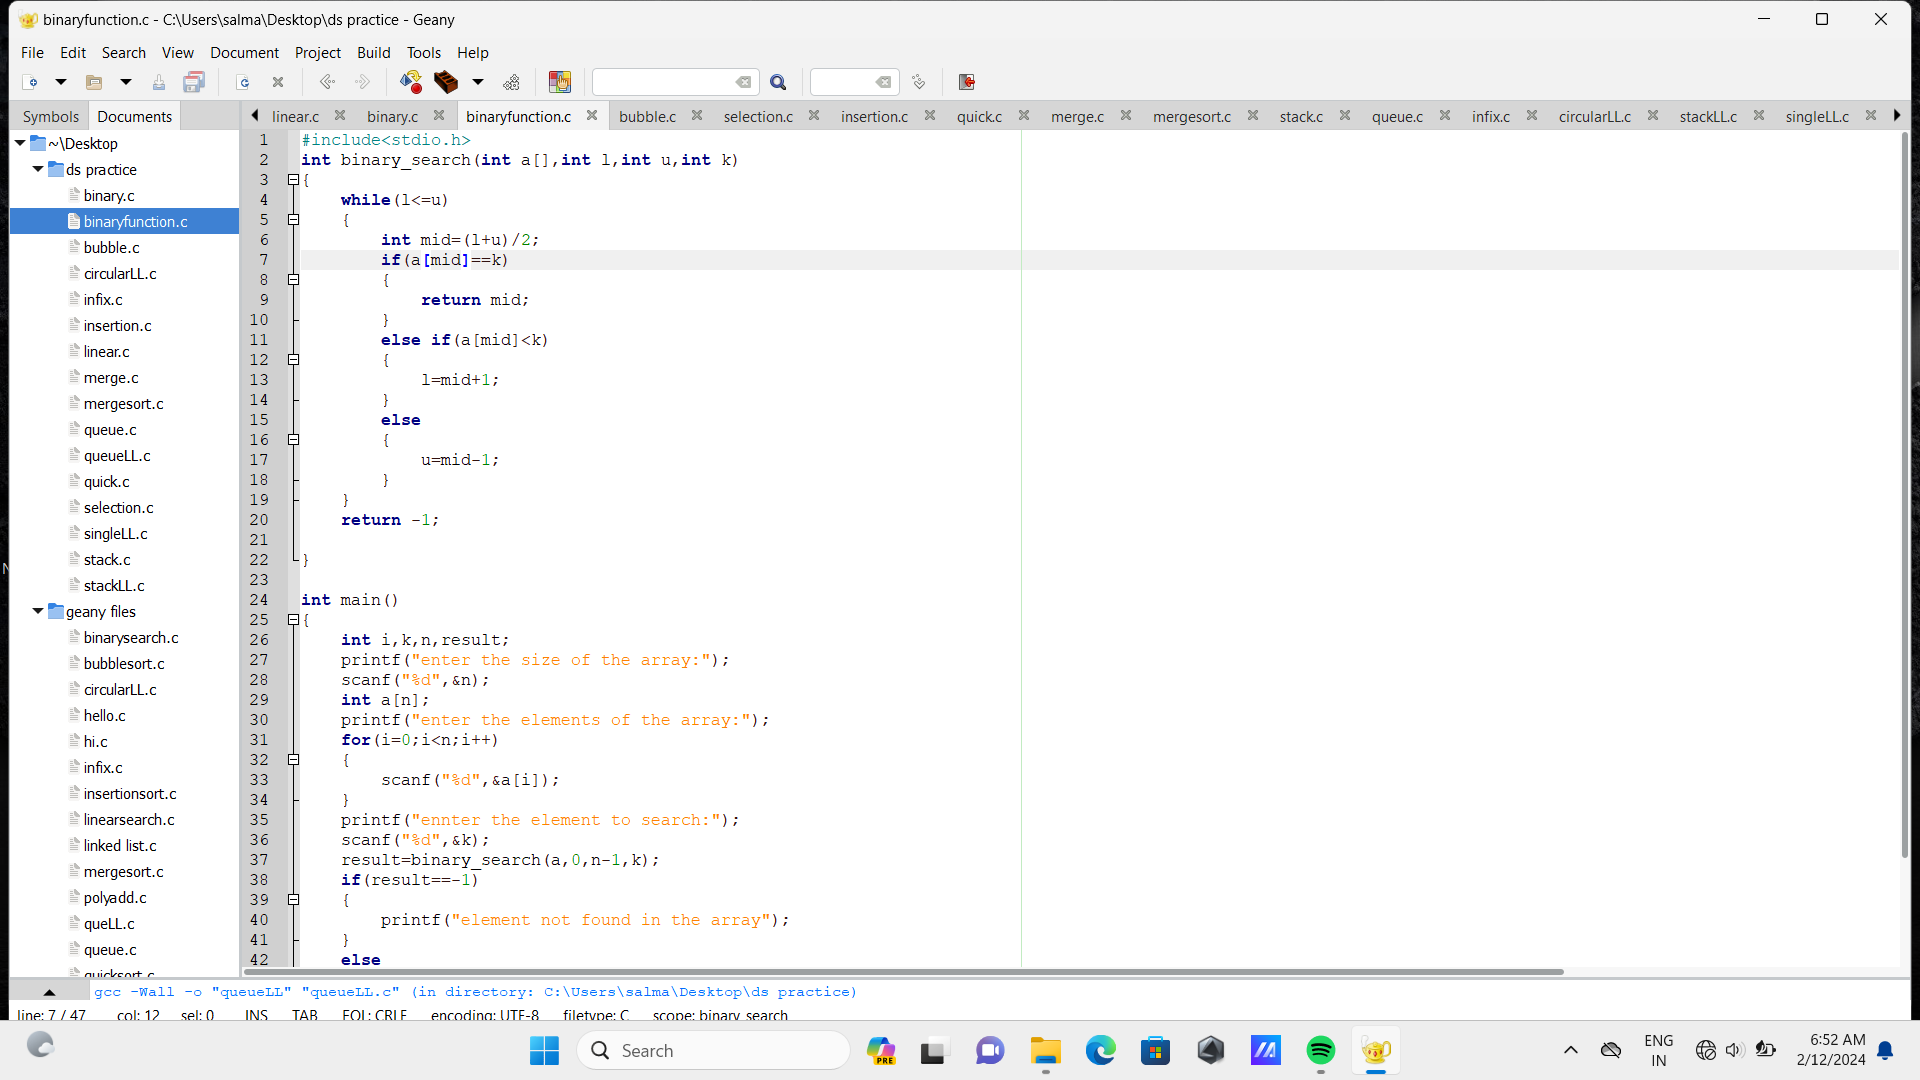 binaryfunction.c - C:\Users\salma\Desktop\ds practice - Geany
File Edit Search View Document Project Build Tools Help
Symbols Documents linear.c binary.c binaryfunction.c bubble.c selection.c insertion.c quick.c merge.c mergesort.c stack.c queue.c infix.c circularLL.c stackLL.c singleLL.c
~\Desktop
ds practice
binary.c
binaryfunction.c
bubble.c
circularLL.c
infix.c
insertion.c
linear.c
merge.c
mergesort.c
queue.c
queueLL.c
quick.c
selection.c
singleLL.c
stack.c
stackLL.c
geany files
binarysearch.c
bubblesort.c
circularLL.c
hello.c
hi.c
infix.c
insertionsort.c
linearsearch.c
linked list.c
mergesort.c
polyadd.c
queLL.c
queue.c
quicksort.c
1 #include<stdio.h>
2 int binary_search(int a[],int l,int u,int k)
3 {
4 while(l<=u)
5 {
6 int mid=(l+u)/2;
7 if(a[mid]==k)
8 {
9 return mid;
10 }
11 else if(a[mid]<k)
12 {
13 l=mid+1;
14 }
15 else
16 {
17 u=mid-1;
18 }
19 }
20 return -1;
21
22 }
23
24 int main()
25 {
26 int i,k,n,result;
27 printf("enter the size of the array:");
28 scanf("%d",&n);
29 int a[n];
30 printf("enter the elements of the array:");
31 for(i=0;i<n;i++)
32 {
33 scanf("%d",&a[i]);
34 }
35 printf("ennter the element to search:");
36 scanf("%d",&k);
37 result=binary_search(a,0,n-1,k);
38 if(result==-1)
39 {
40 printf("element not found in the array");
41 }
42 else
gcc -Wall -o "queueLL" "queueLL.c" (in directory: C:\Users\salma\Desktop\ds practice)
line: 7 / 47 col: 12 sel: 0 INS TAB EOL: CRLF encoding: UTF-8 filetype: C scope: binary_search
Search
PRE
ENG
IN
6:52 AM
2/12/2024